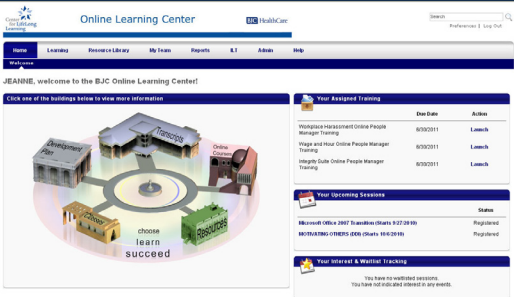 Center for LifeLong Learning
Online Learning Center
BJC HealthCare
Search
Preferences | Log Out
Home Learning Resource Library My Team Reports ILT Admin Help
Welcome
JEANNE, welcome to the BJC Online Learning Center!
Click one of the buildings below to view more information
Development Plan
Transcripts
Online Courses
Resources
choose
learn
succeed
Your Assigned Training
Due Date Action
Workplace Harassment Online People Manager Training 6/30/2011 Launch
Wage and Hour Online People Manager Training 6/30/2011 Launch
Integrity Suite Online People Manager Training 6/30/2011 Launch
Your Upcoming Sessions
Status
Microsoft Office 2007 Transition (Starts 9/27/2010) Registered
MOTIVATING OTHERS (DDI) (Starts 10/6/2010) Registered
Your Interest & Waitlist Tracking
You have no waitlisted sessions.
You have not indicated interest in any events.